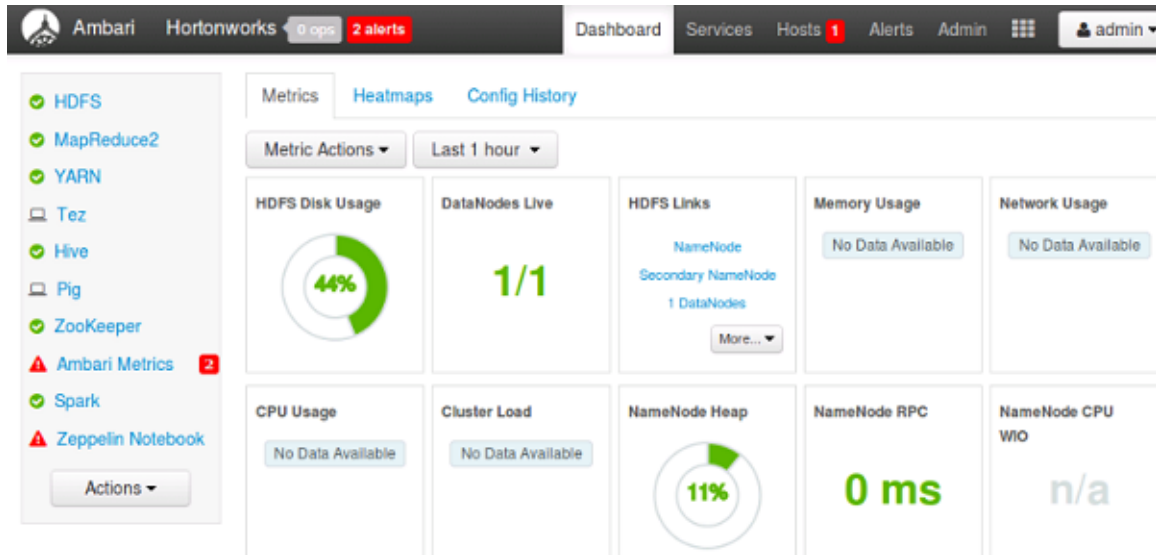 Ambari Hortonworks 0 ops 2 alerts Dashboard Services Hosts 1 Alerts Admin admin
HDFS
MapReduce2
YARN
Tez
Hive
Pig
ZooKeeper
Ambari Metrics 2
Spark
Zeppelin Notebook
Actions
Metrics Heatmaps Config History
Metric Actions Last 1 hour
HDFS Disk Usage
44%
DataNodes Live
1/1
HDFS Links
NameNode
Secondary NameNode
1 DataNodes
More...
Memory Usage
No Data Available
Network Usage
No Data Available
CPU Usage
No Data Available
Cluster Load
No Data Available
NameNode Heap
11%
NameNode RPC
0 ms
NameNode CPU
WIO
n/a